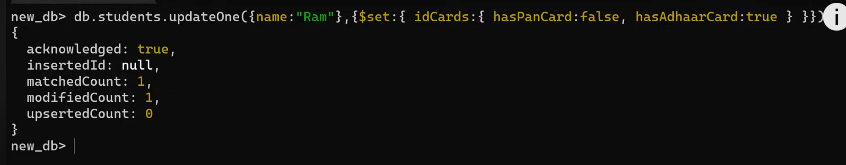 new_db> db.students.updateOne({name:"Ram"},{$set:{ idCards:{ hasPanCard:false, hasAdhaarCard:true } }})
{
  acknowledged: true,
  insertedId: null,
  matchedCount: 1,
  modifiedCount: 1,
  upsertedCount: 0
}
new_db>